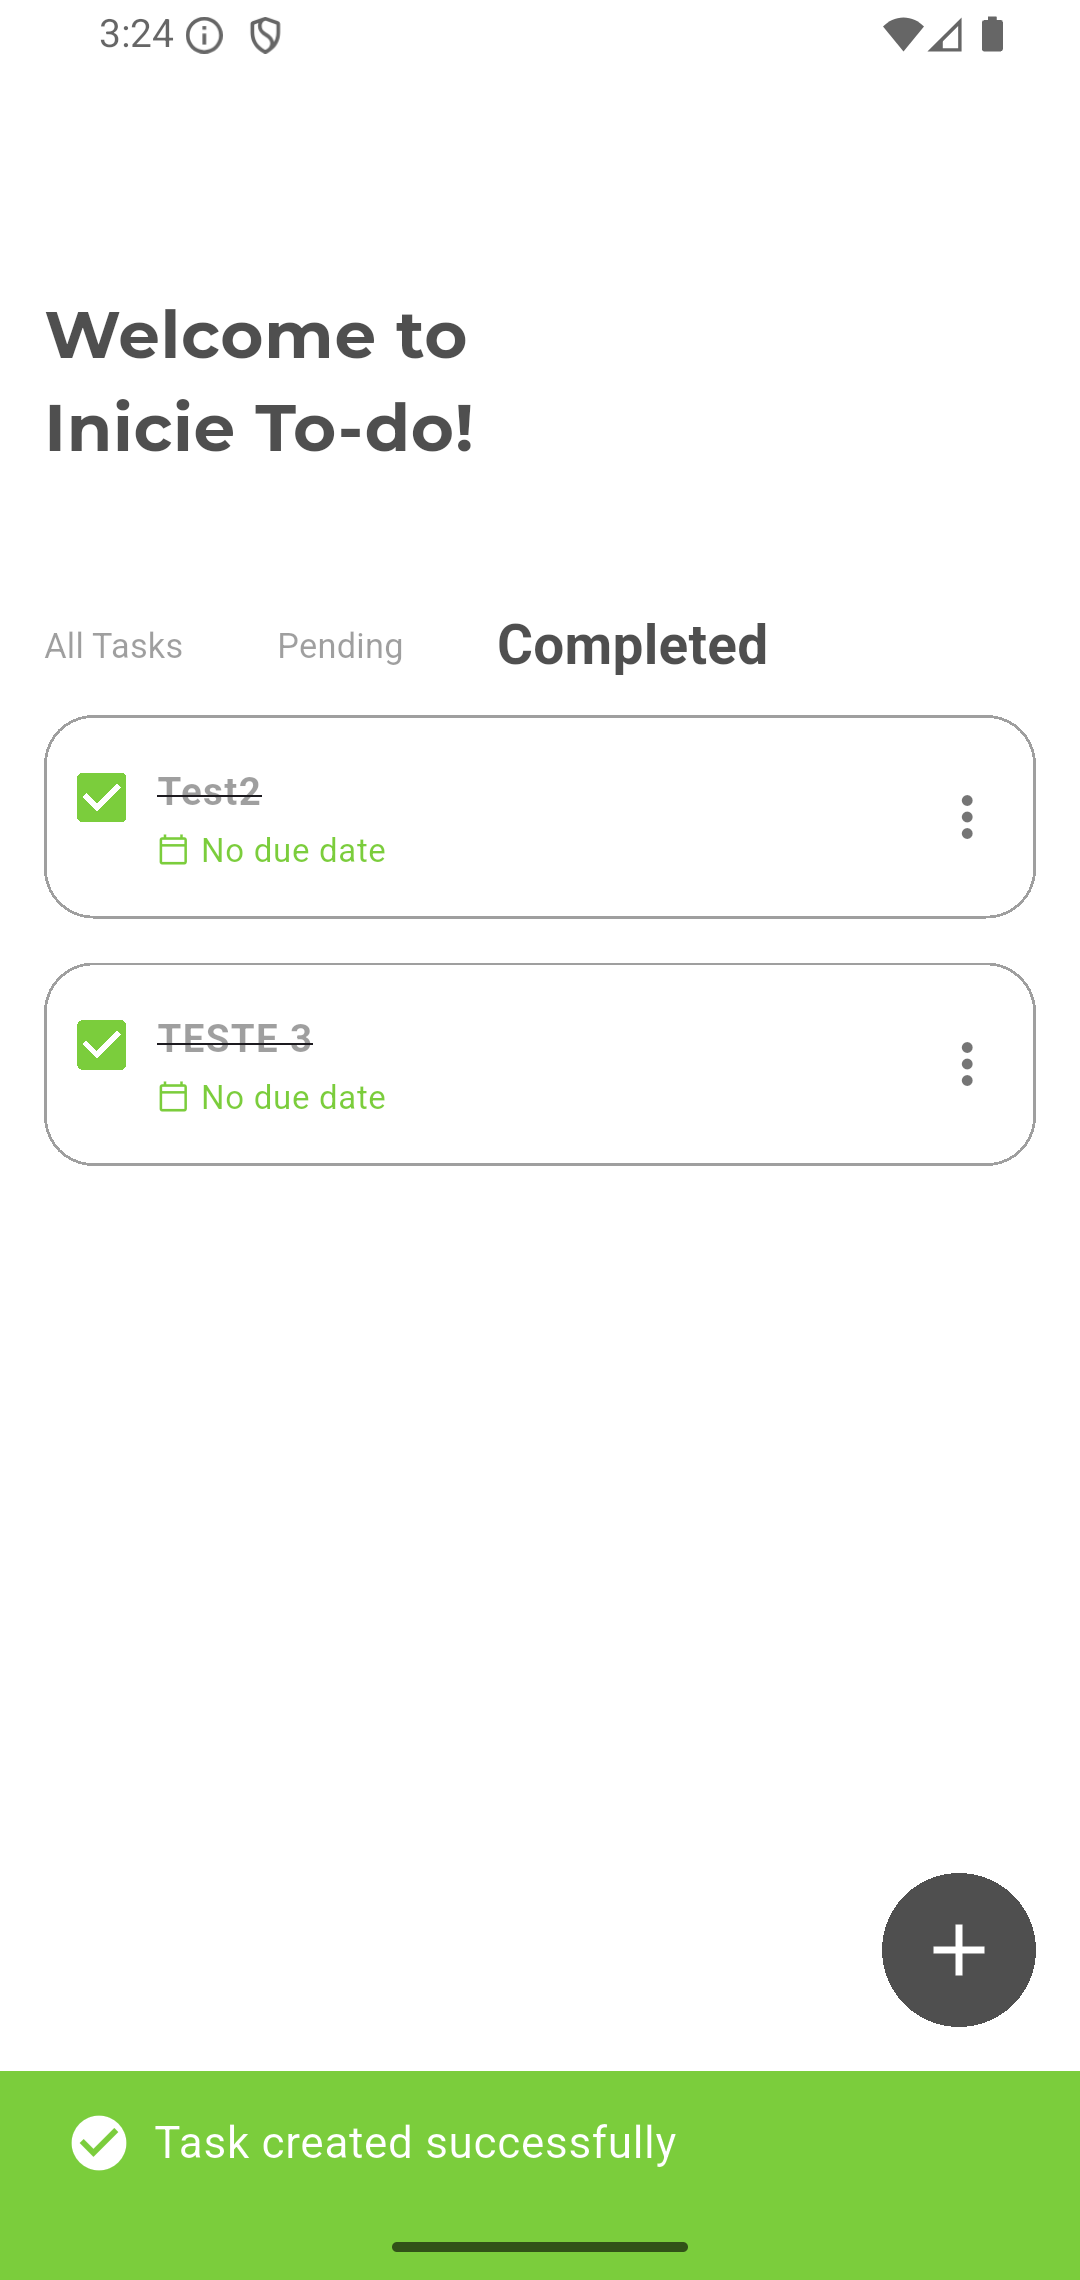 3:24
Welcome to
Inicie To-do!
All Tasks Pending Completed
Test2
No due date
TESTE 3
No due date
Task created successfully